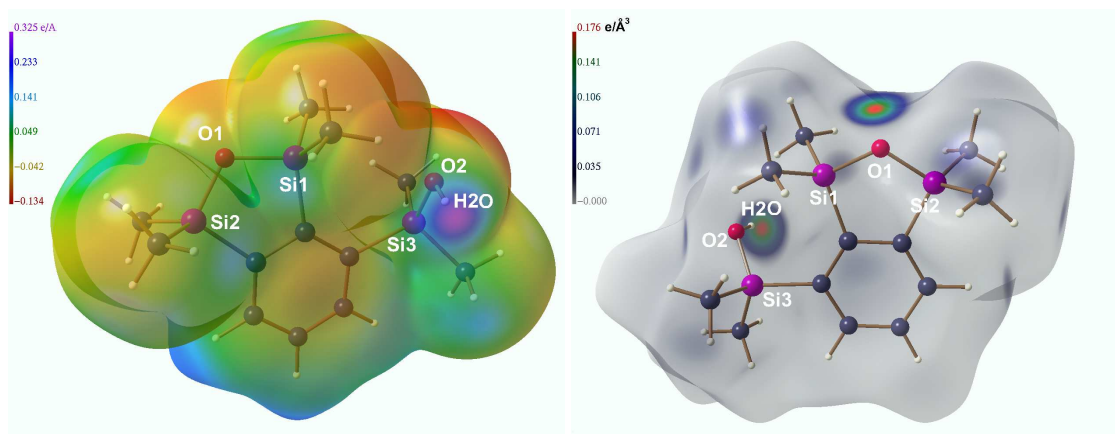 0.325 e/A
0.233
0.141
0.049
−0.042
−0.134
O1
Si1
O2
H2O
Si2
Si3
0.176 e/Å³
0.141
0.106
0.071
0.035
−0.000
O1
Si1
Si2
H2O
O2
Si3